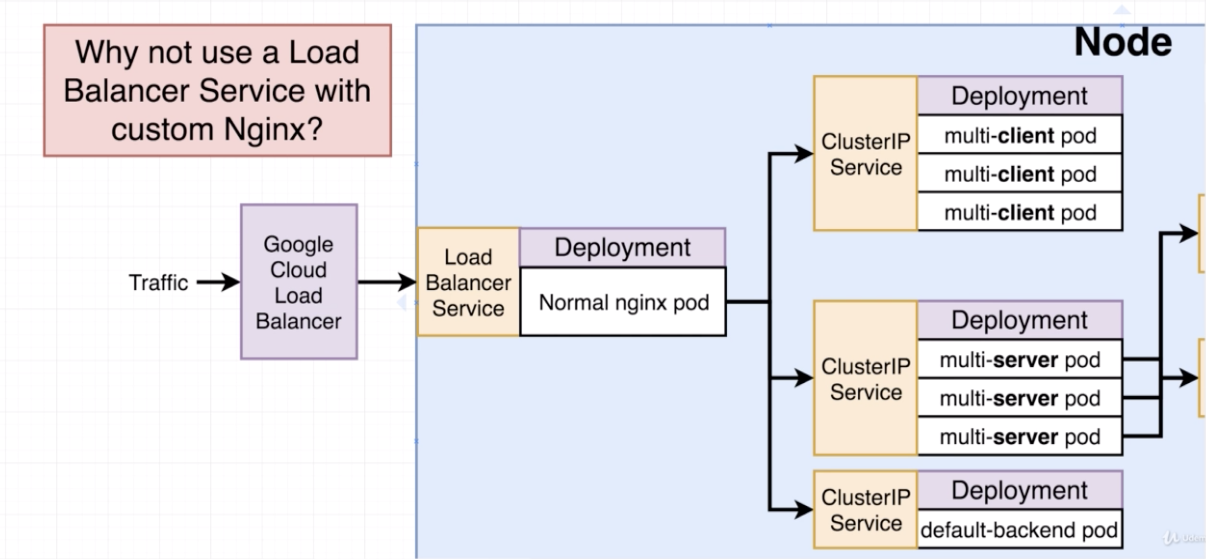 Why not use a Load
Balancer Service with
custom Nginx?
Node
Traffic
Google
Cloud
Load
Balancer
Load
Balancer
Service
Deployment
Normal nginx pod
ClusterIP
Service
Deployment
multi-client pod
multi-client pod
multi-client pod
ClusterIP
Service
Deployment
multi-server pod
multi-server pod
multi-server pod
ClusterIP
Service
Deployment
default-backend pod